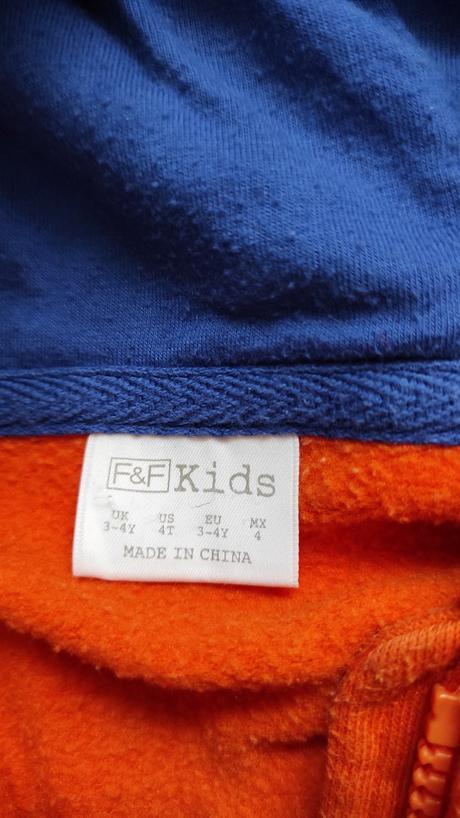 F&F Kids
UK US EU MX
3-4Y 4T 3-4Y 4
MADE IN CHINA